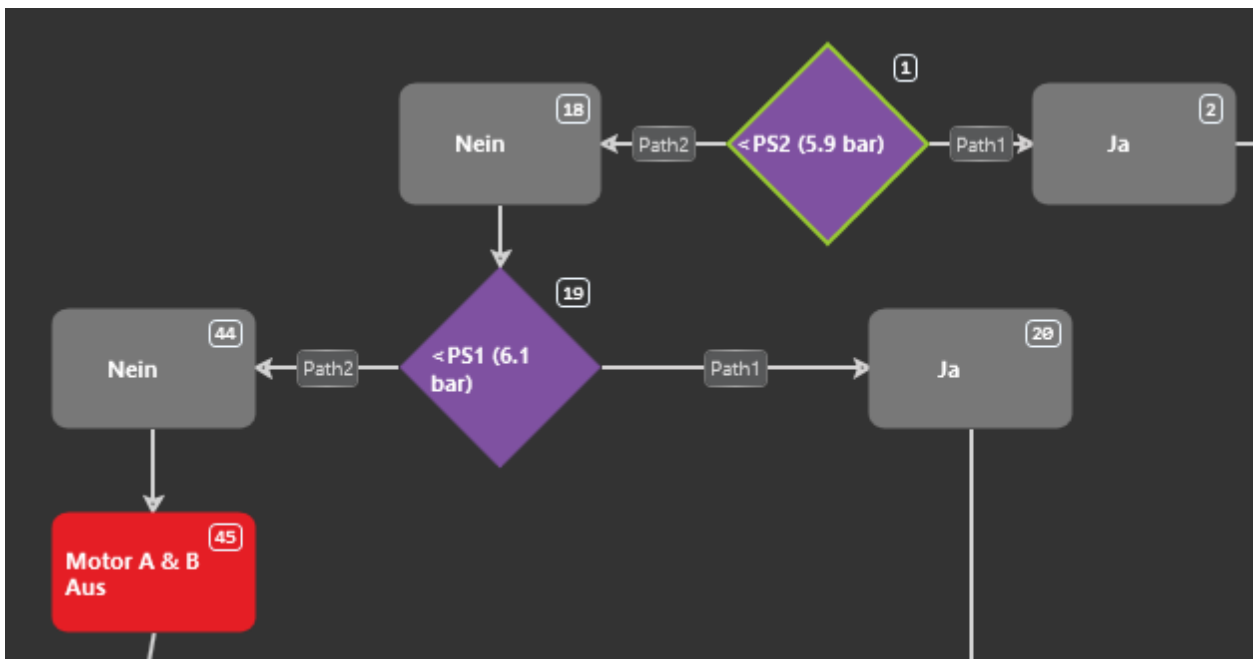 1
18
2
Nein
Path2
<PS2 (5.9 bar)
Path1
Ja
19
44
20
Nein
Path2
<PS1 (6.1
bar)
Path1
Ja
45
Motor A & B
Aus